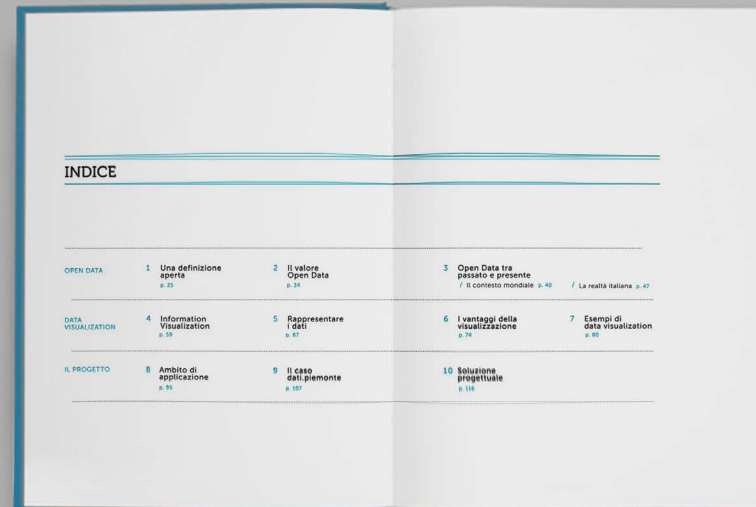 INDICE
OPEN DATA
1 Una definizione
aperta
p. 25
2 Il valore
Open Data
p. 34
3 Open Data tra
passato e presente
/ Il contesto mondiale p. 40
/ La realtà italiana p. 47
DATA
VISUALIZATION
4 Information
Visualization
p. 59
5 Rappresentare
i dati
p. 67
6 I vantaggi della
visualizzazione
p. 74
7 Esempi di
data visualization
p. 80
IL PROGETTO
8 Ambito di
applicazione
p. 95
9 Il caso
dati.piemonte
p. 107
10 Soluzione
progettuale
p. 118